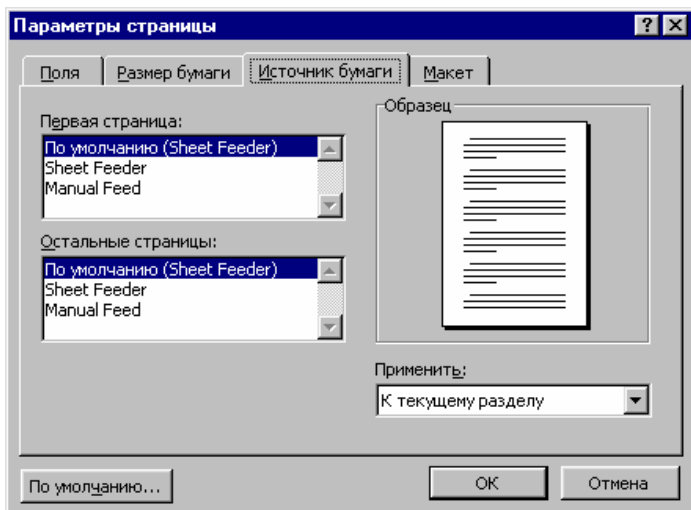 Параметры страницы
Поля
Размер бумаги
Источник бумаги
Макет
Первая страница:
По умолчанию (Sheet Feeder)
Sheet Feeder
Manual Feed
Остальные страницы:
По умолчанию (Sheet Feeder)
Sheet Feeder
Manual Feed
Образец
Применить:
К текущему разделу
По умолчанию...
ОК
Отмена